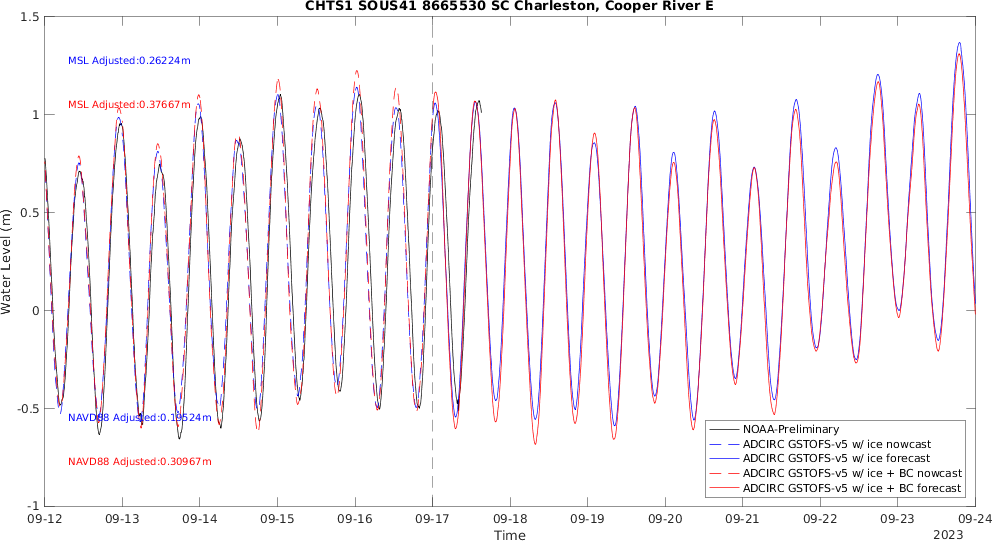 CHTS1 SOUS41 8665530 SC Charleston, Cooper River E
1.5
1
0.5
0
-0.5
-1
Water Level (m)
MSL Adjusted:0.26224m
MSL Adjusted:0.37667m
NAVD88 Adjusted:0.19524m
NAVD88 Adjusted:0.30967m
NOAA-Preliminary
ADCIRC GSTOFS-v5 w/ ice nowcast
ADCIRC GSTOFS-v5 w/ ice forecast
ADCIRC GSTOFS-v5 w/ ice + BC nowcast
ADCIRC GSTOFS-v5 w/ ice + BC forecast
09-12 09-13 09-14 09-15 09-16 09-17 09-18 09-19 09-20 09-21 09-22 09-23 09-24
Time
2023